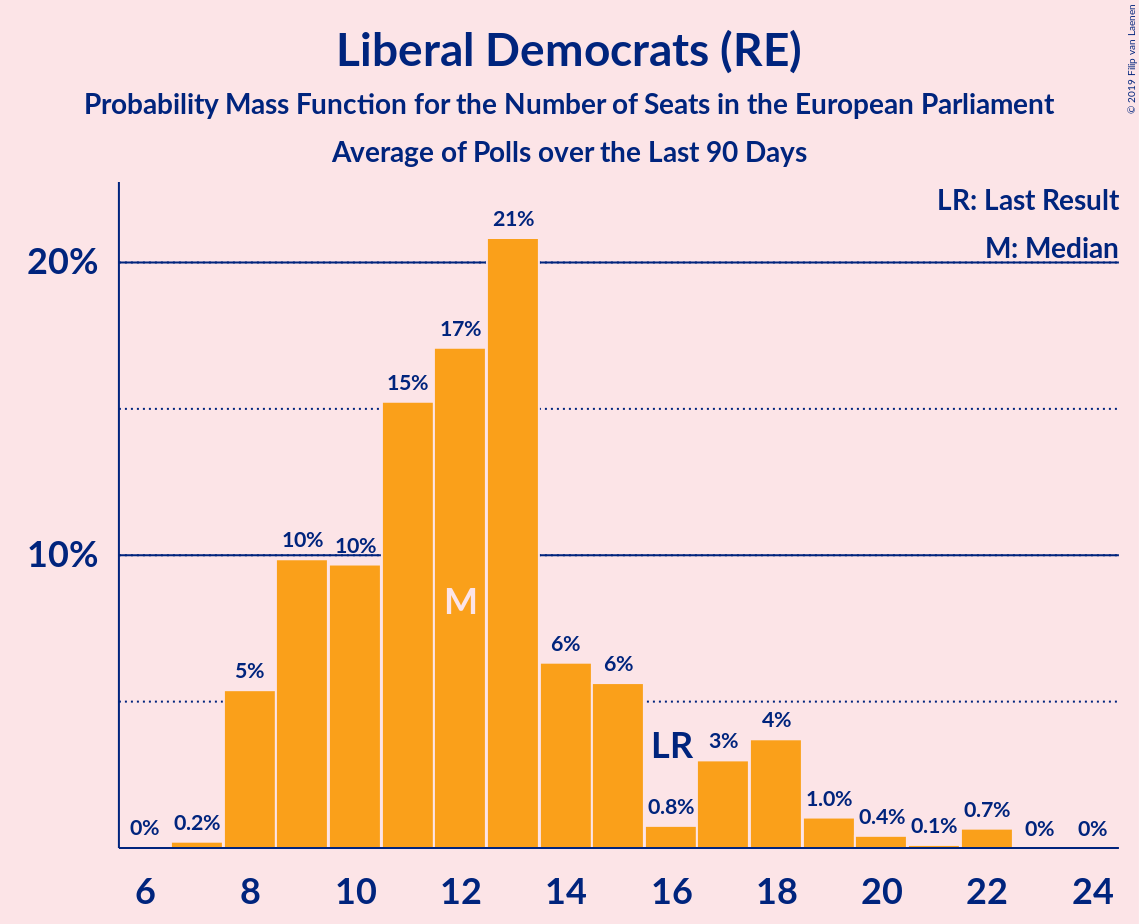 Liberal Democrats (RE)
Probability Mass Function for the Number of Seats in the European Parliament
Average of Polls over the Last 90 Days
© 2019 Filip van Laenen
LR: Last Result
M: Median
20%
10%
0%
0.2%
5%
10%
10%
15%
17%
21%
6%
6%
0.8%
3%
4%
1.0%
0.4%
0.1%
0.7%
0%
0%
M
LR
6 8 10 12 14 16 18 20 22 24